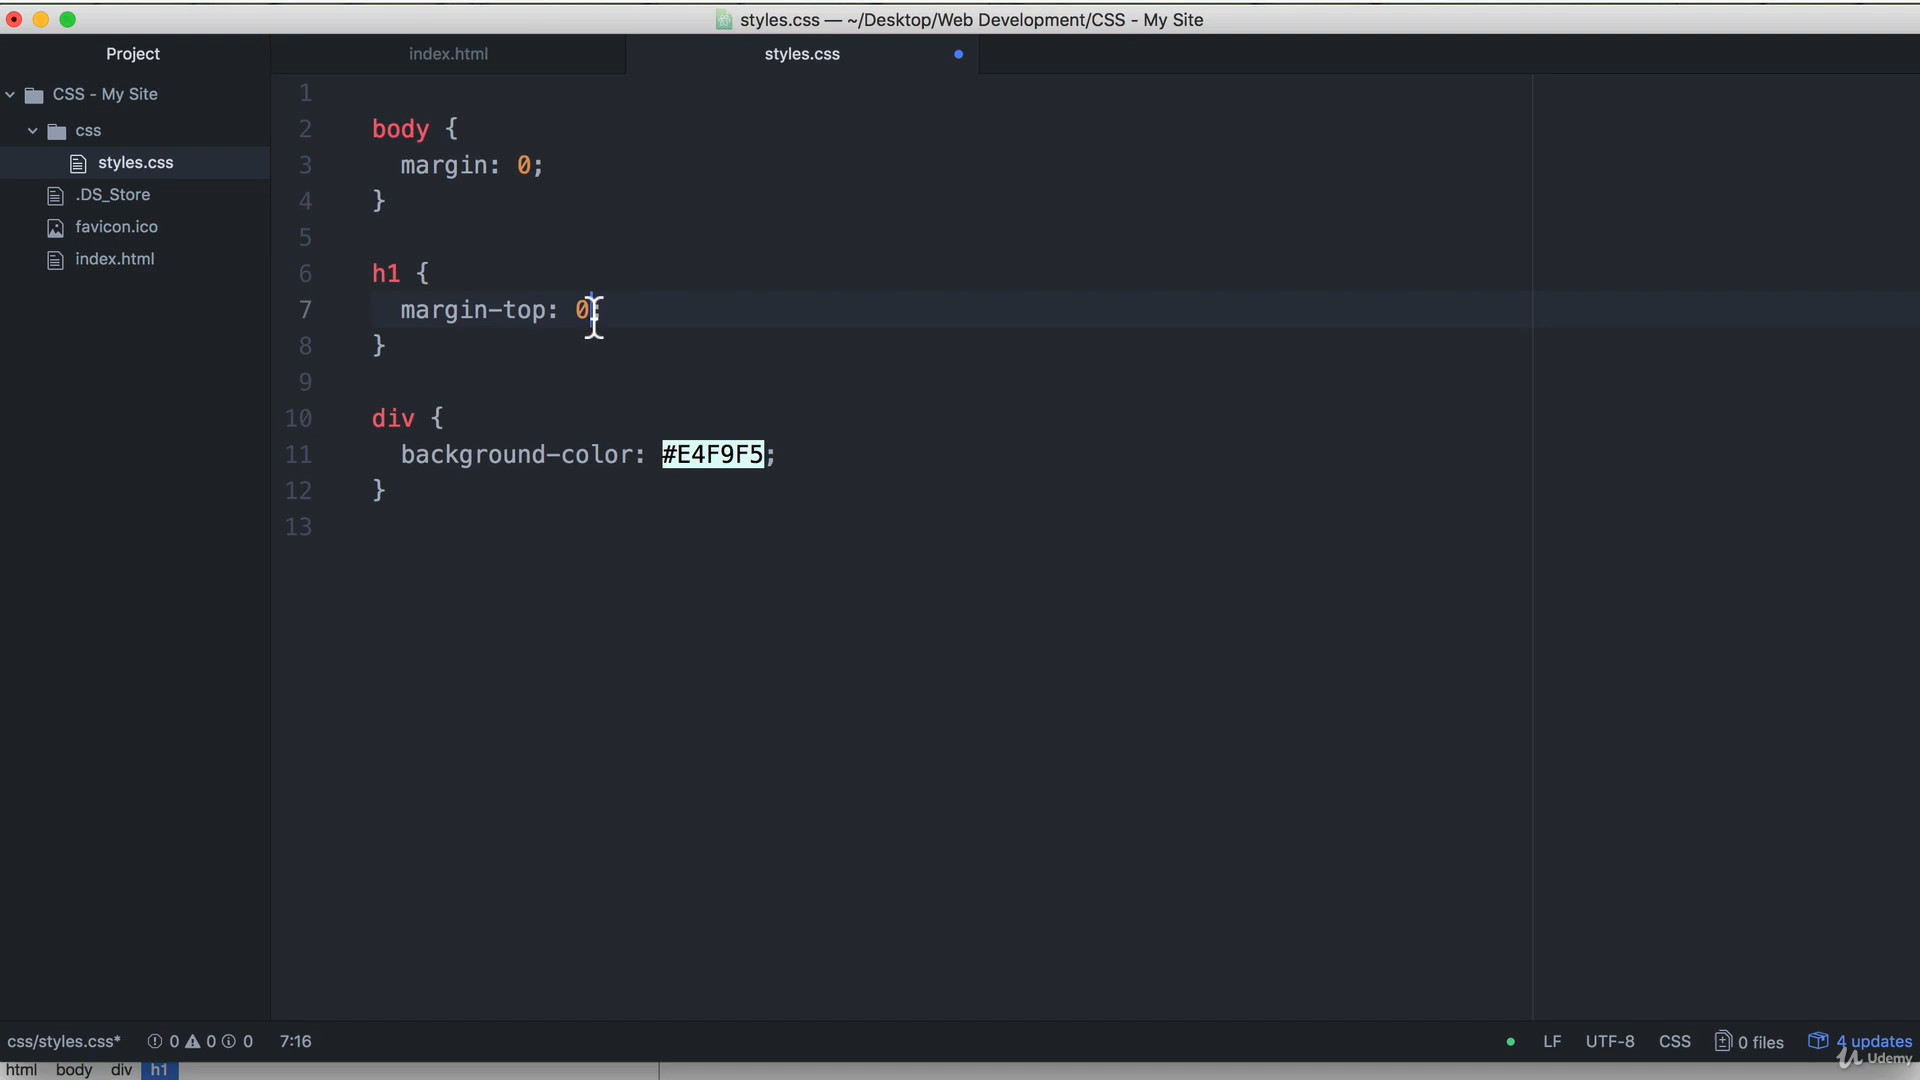 styles.css — ~/Desktop/Web Development/CSS - My Site
Project
index.html
styles.css
CSS - My Site
css
styles.css
.DS_Store
favicon.ico
index.html
1
2 body {
3 margin: 0;
4 }
5
6 h1 {
7 margin-top: 0;
8 }
9
10 div {
11 background-color: #E4F9F5;
12 }
13
css/styles.css* 0 0 0 7:16
LF UTF-8 CSS 0 files 4 updates
Udemy
html body div h1